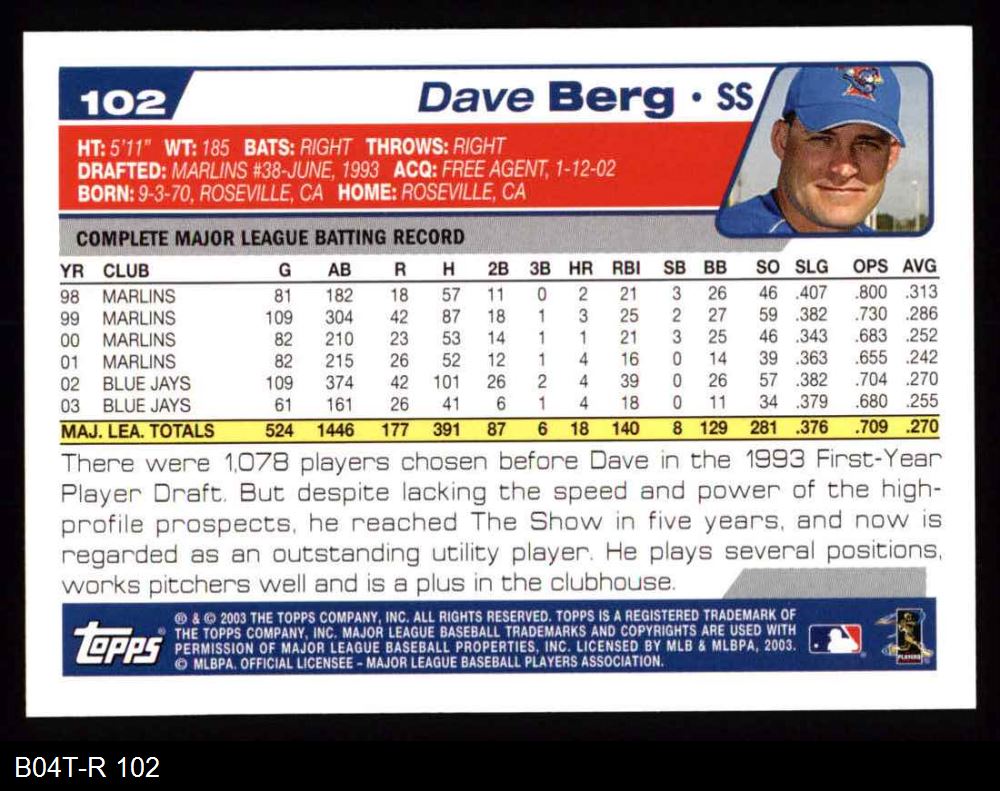 102
Dave Berg • SS
HT: 5'11" WT: 185 BATS: RIGHT THROWS: RIGHT
DRAFTED: MARLINS #38-JUNE, 1993 ACQ: FREE AGENT, 1-12-02
BORN: 9-3-70, ROSEVILLE, CA HOME: ROSEVILLE, CA
COMPLETE MAJOR LEAGUE BATTING RECORD
YR CLUB G AB R H 2B 3B HR RBI SB BB SO SLG OPS AVG
98 MARLINS 81 182 18 57 11 0 2 21 3 26 46 .407 .800 .313
99 MARLINS 109 304 42 87 18 1 3 25 2 27 59 .382 .730 .286
00 MARLINS 82 210 23 53 14 1 1 21 3 25 46 .343 .683 .252
01 MARLINS 82 215 26 52 12 1 4 16 0 14 39 .363 .655 .242
02 BLUE JAYS 109 374 42 101 26 2 4 39 0 26 57 .382 .704 .270
03 BLUE JAYS 61 161 26 41 6 1 4 18 0 11 34 .379 .680 .255
MAJ. LEA. TOTALS 524 1446 177 391 87 6 18 140 8 129 281 .376 .709 .270
There were 1,078 players chosen before Dave in the 1993 First-Year
Player Draft. But despite lacking the speed and power of the high-
profile prospects, he reached The Show in five years, and now is
regarded as an outstanding utility player. He plays several positions,
works pitchers well and is a plus in the clubhouse.
topps®
® & © 2003 THE TOPPS COMPANY, INC. ALL RIGHTS RESERVED. TOPPS IS A REGISTERED TRADEMARK OF
THE TOPPS COMPANY, INC. MAJOR LEAGUE BASEBALL TRADEMARKS AND COPYRIGHTS ARE USED WITH
PERMISSION OF MAJOR LEAGUE BASEBALL PROPERTIES, INC. LICENSED BY MLB & MLBPA, 2003.
© MLBPA. OFFICIAL LICENSEE - MAJOR LEAGUE BASEBALL PLAYERS ASSOCIATION.
PLAYERS
B04T-R 102